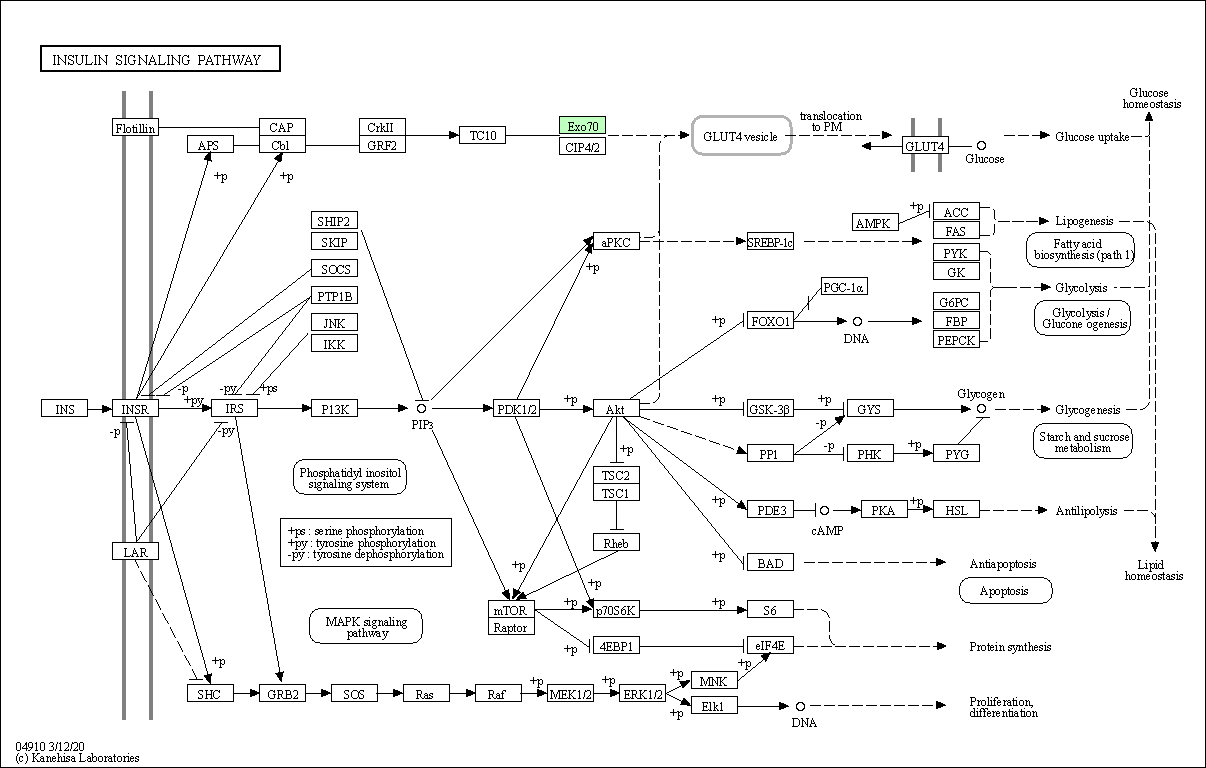 INSULIN SIGNALING PATHWAY
Glucose
homeostasis
Flotillin
CAP
Cbl
APS
CrkII
GRF2
TC10
Exo70
CIP4/2
GLUT4 vesicle
translocation
to PM
GLUT4
Glucose
Glucose uptake
+p
+p
SHIP2
SKIP
SOCS
PTP1B
JNK
IKK
aPKC
+p
SREBP-1c
AMPK
+p
ACC
FAS
PYK
GK
G6PC
FBP
PEPCK
Lipogenesis
Fatty acid
biosynthesis (path 1)
Glycolysis
Glycolysis /
Glucone ogenesis
PGC-1α
+p
FOXO1
DNA
INS
INSR
-p
+py
-p
-py
+ps
IRS
-py
P13K
PIP3
PDK1/2
+p
Akt
+p
GSK-3β
+p
GYS
Glycogen
Glycogenesis
-p
PP1
-p
PHK
+p
PYG
Starch and sucrose
metabolism
Phosphatidyl inositol
signaling system
+p
TSC2
TSC1
Rheb
+p
PDE3
cAMP
PKA
+p
HSL
Antilipolysis
+ps : serine phosphorylation
+py : tyrosine phosphorylation
-py : tyrosine dephosphorylation
LAR
+p
BAD
Antiapoptosis
Apoptosis
Lipid
homeostasis
+p
+p
mTOR
Raptor
+p
p70S6K
+p
S6
+p
4EBP1
eIF4E
Protein synthesis
MAPK signaling
pathway
+p
SHC
GRB2
SOS
Ras
Raf
+p
MEK1/2
+p
ERK1/2
+p
MNK
+p
+p
Elk1
DNA
Proliferation,
differentiation
04910 3/12/20
(c) Kanehisa Laboratories